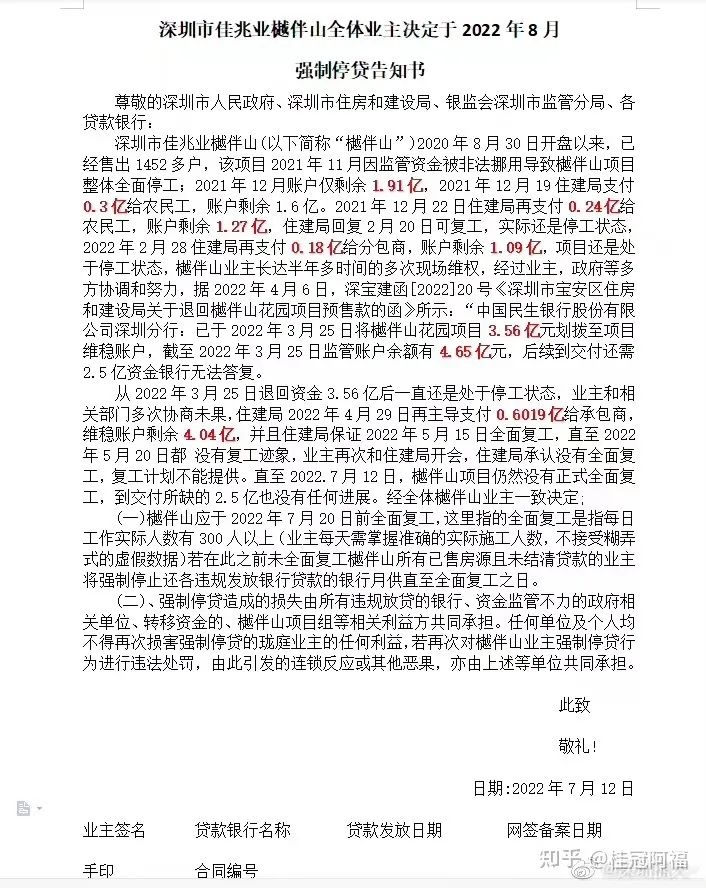 深圳市佳兆业樾伴山全体业主决定于 2022 年 8 月
强制停贷告知书
尊敬的深圳市人民政府、深圳市住房和建设局、银监会深圳市监管分局、各
贷款银行：
深圳市佳兆业樾伴山(以下简称“樾伴山”)2020 年 8 月 30 日开盘以来，已
经售出 1452 多户，该项目 2021 年 11 月因监管资金被非法挪用导致樾伴山项目
整体全面停工；2021 年 12 月账户仅剩余 1.91 亿，2021 年 12 月 19 住建局支付
0.3 亿给农民工，账户剩余 1.6 亿。2021 年 12 月 22 日住建局再支付 0.24 亿给
农民工，账户剩余 1.27 亿，住建局回复 2 月 20 日可复工，实际还是停工状态，
2022 年 2 月 28 住建局再支付 0.18 亿给分包商，账户剩余 1.09 亿，项目还是处
于停工状态，樾伴山业主长达半年多时间的多次现场维权，经过业主，政府等多
方协调和努力，据 2022 年 4 月 6 日，深宝建函[2022]20 号《深圳市宝安区住房
和建设局关于退回樾伴山花园项目预售款的函》所示：“中国民生银行股份有限
公司深圳分行：已于 2022 年 3 月 25 日将樾伴山花园项目 3.56 亿元划拨至项目
维稳账户，截至 2022 年 3 月 25 日监管账户余额有 4.65 亿元，后续到交付还需
2.5 亿资金银行无法答复。
从 2022 年 3 月 25 日退回资金 3.56 亿后一直还是处于停工状态，业主和相
关部门多次协商未果，住建局 2022 年 4 月 29 日再主导支付 0.6019 亿给承包商，
维稳账户剩余 4.04 亿，并且住建局保证 2022 年 5 月 15 日全面复工，直至 2022
年 5 月 20 日都 没有复工迹象，业主再次和住建局开会，住建局承认没有全面复
工，复工计划不能提供。直至 2022.7 月 12 日，樾伴山项目仍然没有正式全面复
工，到交付所缺的 2.5 亿也没有任何进展。经全体樾伴山业主一致决定;
(一)樾伴山应于 2022 年 7 月 20 日前全面复工，这里指的全面复工是指每日
工作实际人数有 300 人以上(业主每天需掌握准确的实际施工人数，不接受糊弄
式的虚假数据)若在此之前未全面复工樾伴山所有已售房源且未结清贷款的业主
将强制停止还各违规发放银行贷款的银行月供直至全面复工之日。
(二)、强制停贷造成的损失由所有违规放贷的银行、资金监管不力的政府相
关单位、转移资金的、樾伴山项目组等相关利益方共同承担。任何单位及个人均
不得再次损害强制停贷的珑庭业主的任何利益，若再次对樾伴山业主强制停贷行
为进行违法处罚，由此引发的连锁反应或其他恶果，亦由上述等单位共同承担。
此致
敬礼！
日期:2022 年 7 月 12 日
业主签名 贷款银行名称 贷款发放日期 网签备案日期
手印 合同编号
知乎 @桂冠阿福